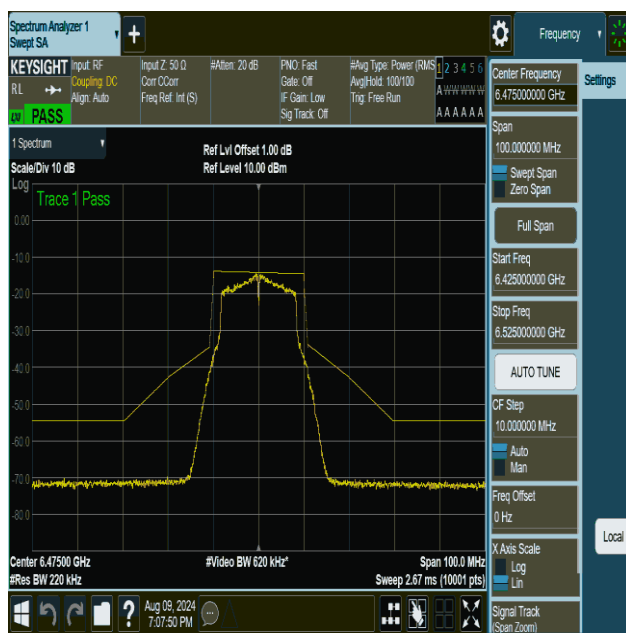 Spectrum Analyzer 1
Swept SA
Frequency
KEYSIGHT
RL
PASS
Input: RF
Coupling: DC
Align: Auto
Input Z: 50 Ω
Corr CCorr
Freq Ref: Int (S)
#Atten: 20 dB
PNO: Fast
Gate: Off
IF Gain: Low
Sig Track: Off
#Avg Type: Power (RMS
Avg|Hold: 100/100
Trig: Free Run
1 2 3 4 5 6
A W W W W W
A A A A A A
1 Spectrum
Scale/Div 10 dB
Ref Lvl Offset 1.00 dB
Ref Level 10.00 dBm
Log
Trace 1 Pass
0.00
-10.0
-20.0
-30.0
-40.0
-50.0
-60.0
-70.0
-80.0
Center 6.47500 GHz
#Res BW 220 kHz
#Video BW 620 kHz*
Span 100.0 MHz
Sweep 2.67 ms (10001 pts)
Aug 09, 2024
7:07:50 PM
Center Frequency
6.475000000 GHz
Settings
Span
100.000000 MHz
Swept Span
Zero Span
Full Span
Start Freq
6.425000000 GHz
Stop Freq
6.525000000 GHz
AUTO TUNE
CF Step
10.000000 MHz
Auto
Man
Freq Offset
0 Hz
X Axis Scale
Log
Lin
Local
Signal Track
(Span Zoom)